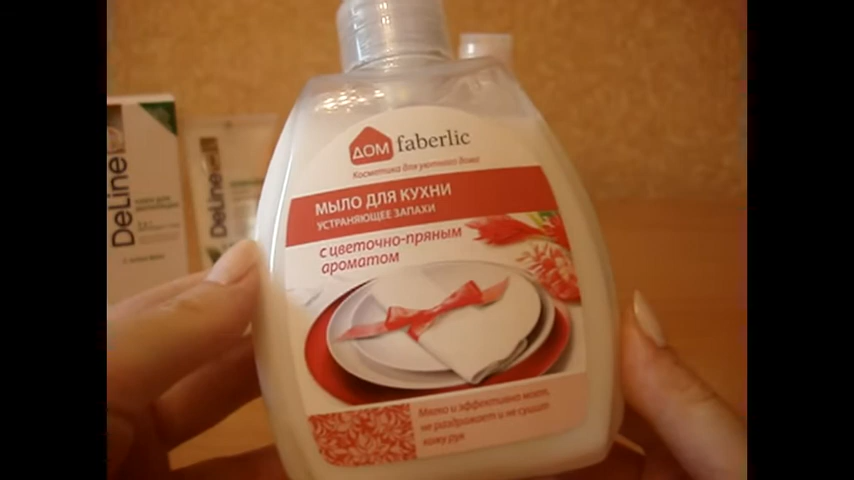 ДОМ faberlic
Косметика для уютного дома
МЫЛО ДЛЯ КУХНИ
УСТРАНЯЮЩЕЕ ЗАПАХИ
с цветочно-пряным
ароматом
Мягко и эффективно моет,
не раздражает и не сушит
кожу рук
DeLine
DeLine